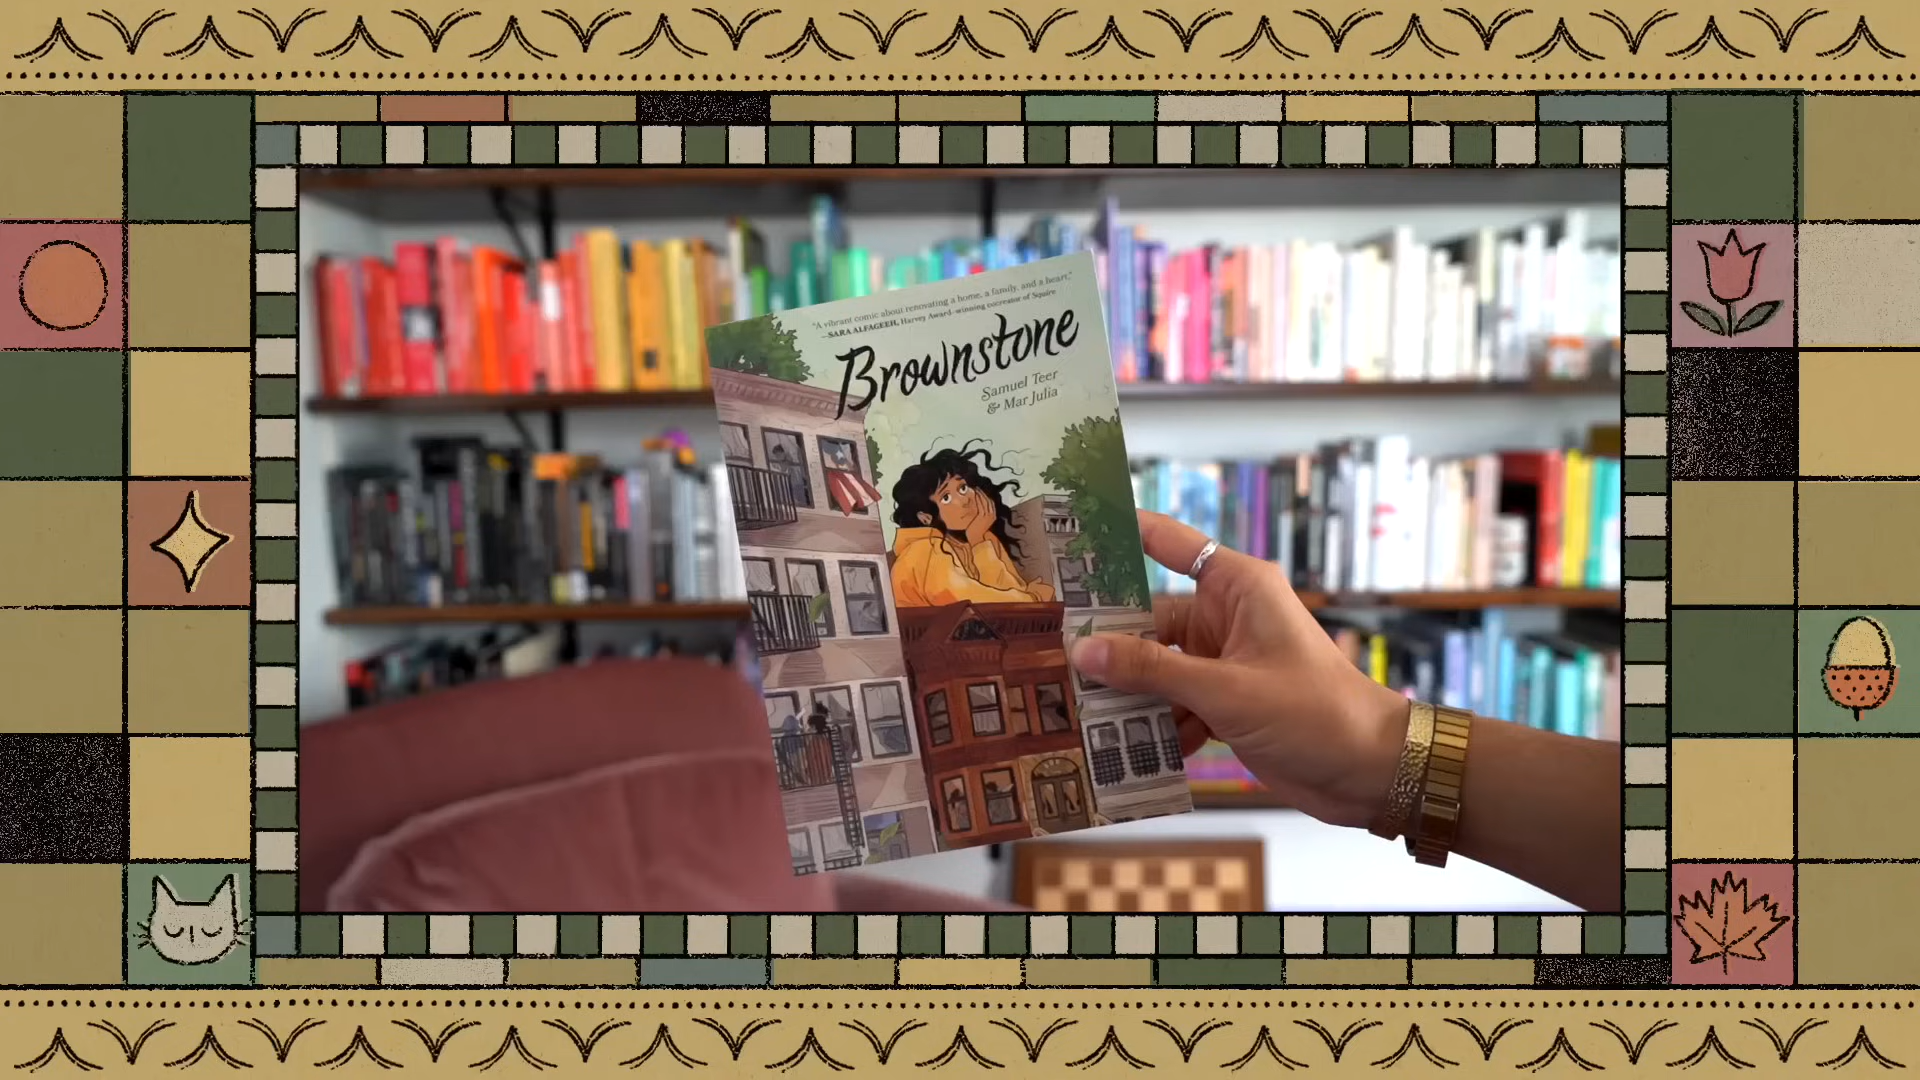 "A vibrant comic about renovating a home, a family, and a heart."
—SARA ALFAGEEH, Harvey Award-winning cocreator of Squire
Brownstone
Samuel Teer
& Mar Julia